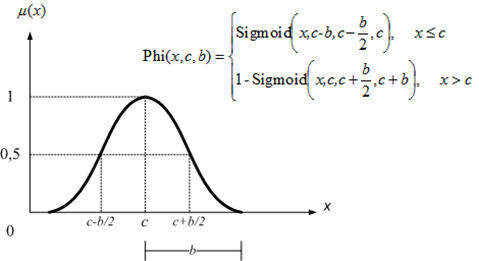 μ(x)
Phi(x,c,b) = { Sigmoid(x,c-b,c-b/2,c), x≤c
1-Sigmoid(x,c,c+b/2,c+b), x>c
1
0,5
0
c-b/2 c c+b/2 x
b